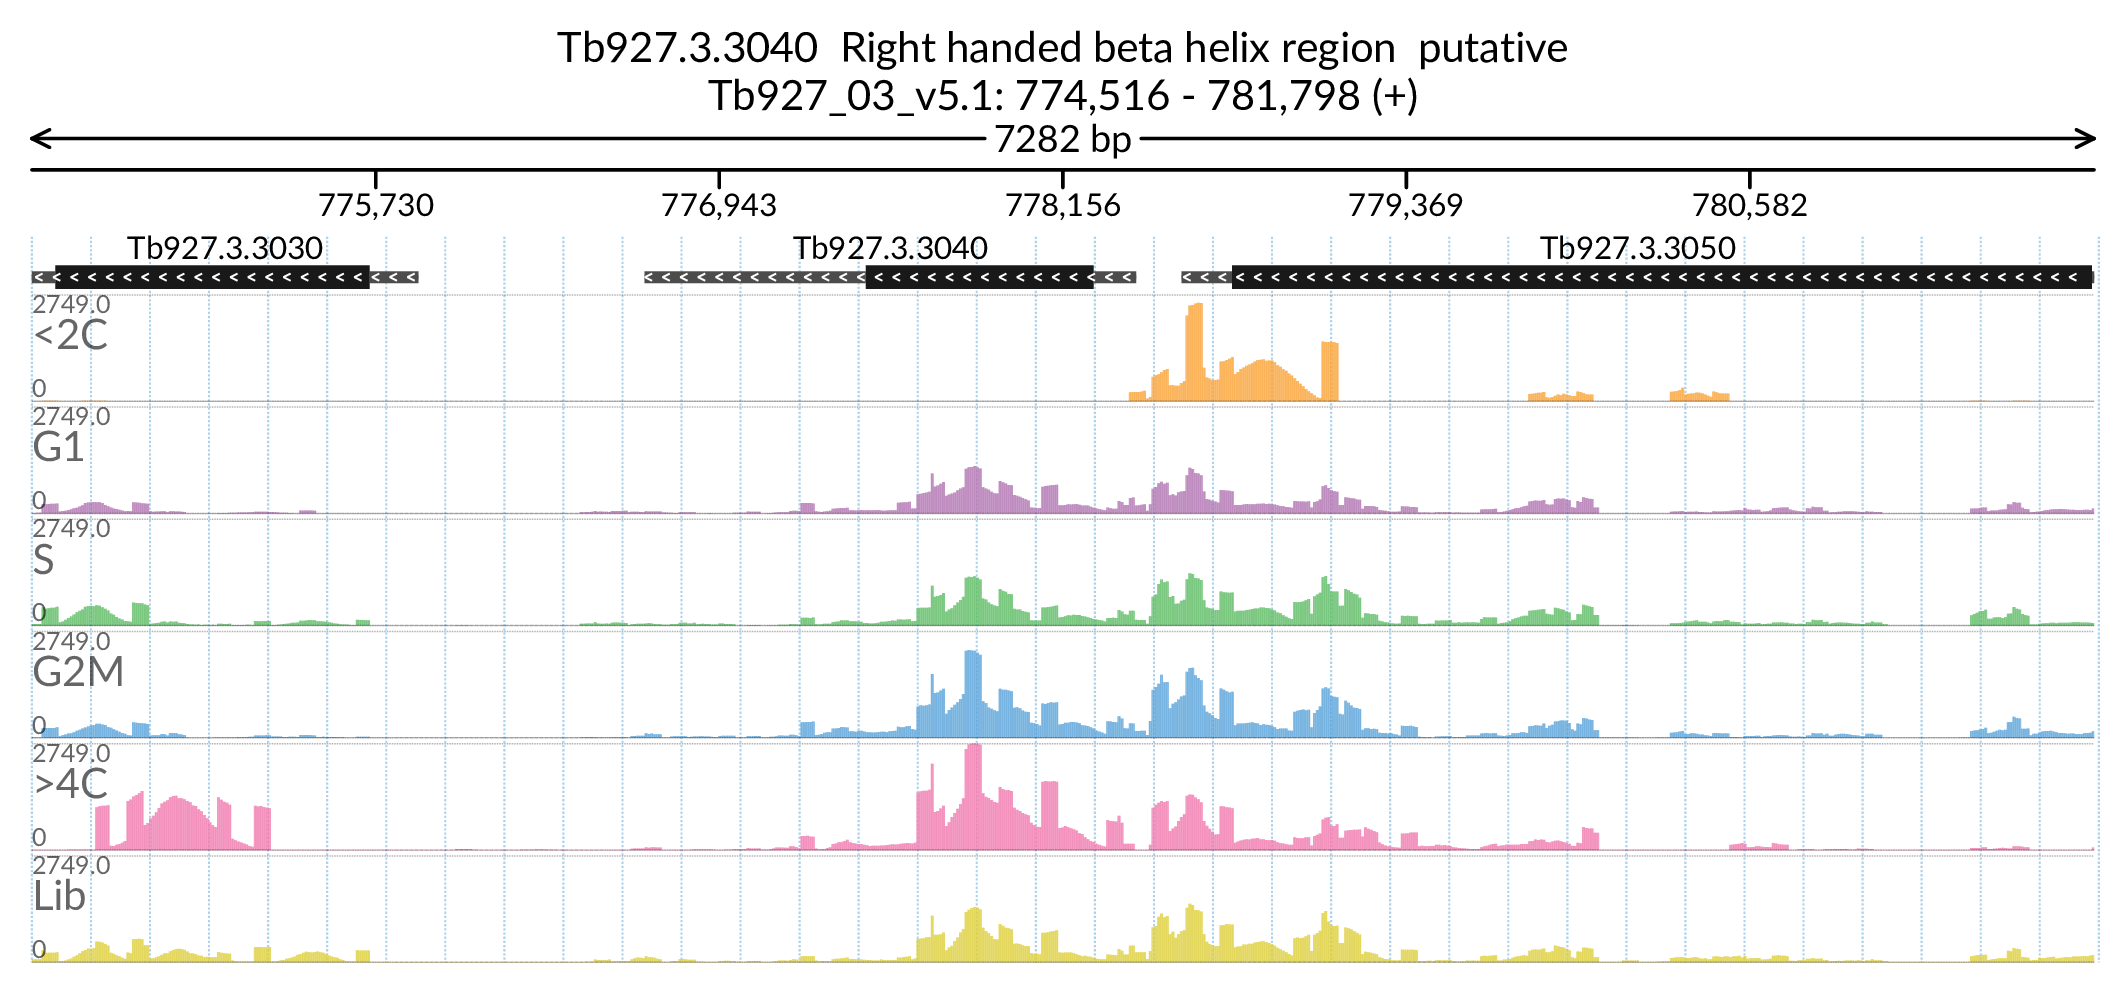 Tb927.3.3040  Right handed beta helix region  putative
Tb927_03_v5.1: 774,516 - 781,798 (+)
7282 bp
775,730 776,943 778,156 779,369 780,582
Tb927.3.3030 Tb927.3.3040 Tb927.3.3050
2749.0
<2C
0
2749.0
G1
0
2749.0
S
0
2749.0
G2M
0
2749.0
>4C
0
2749.0
Lib
0